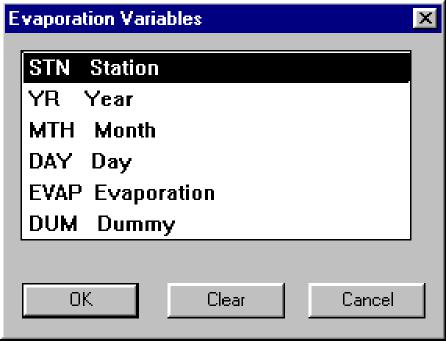 Evaporation Variables
STN Station
YR Year
MTH Month
DAY Day
EVAP Evaporation
DUM Dummy
OK Clear Cancel